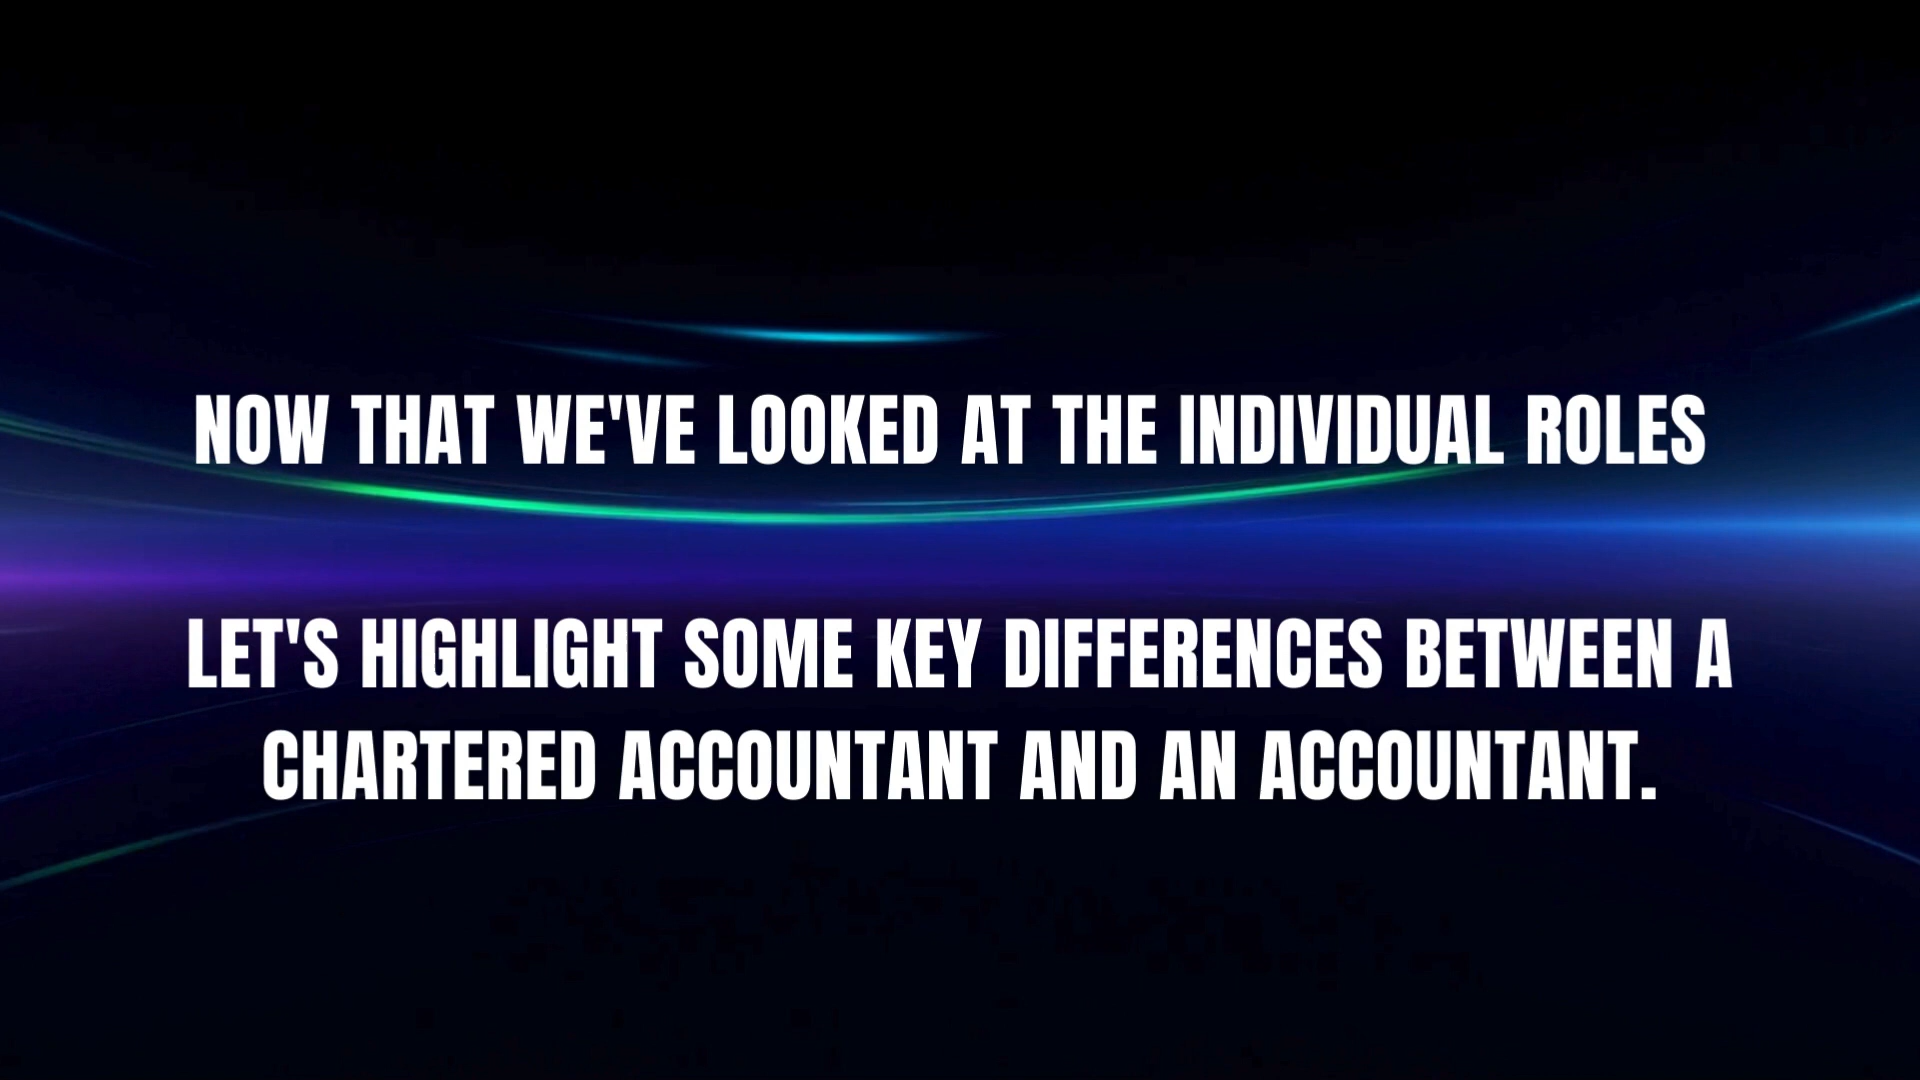 NOW THAT WE'VE LOOKED AT THE INDIVIDUAL ROLES
LET'S HIGHLIGHT SOME KEY DIFFERENCES BETWEEN A
CHARTERED ACCOUNTANT AND AN ACCOUNTANT.